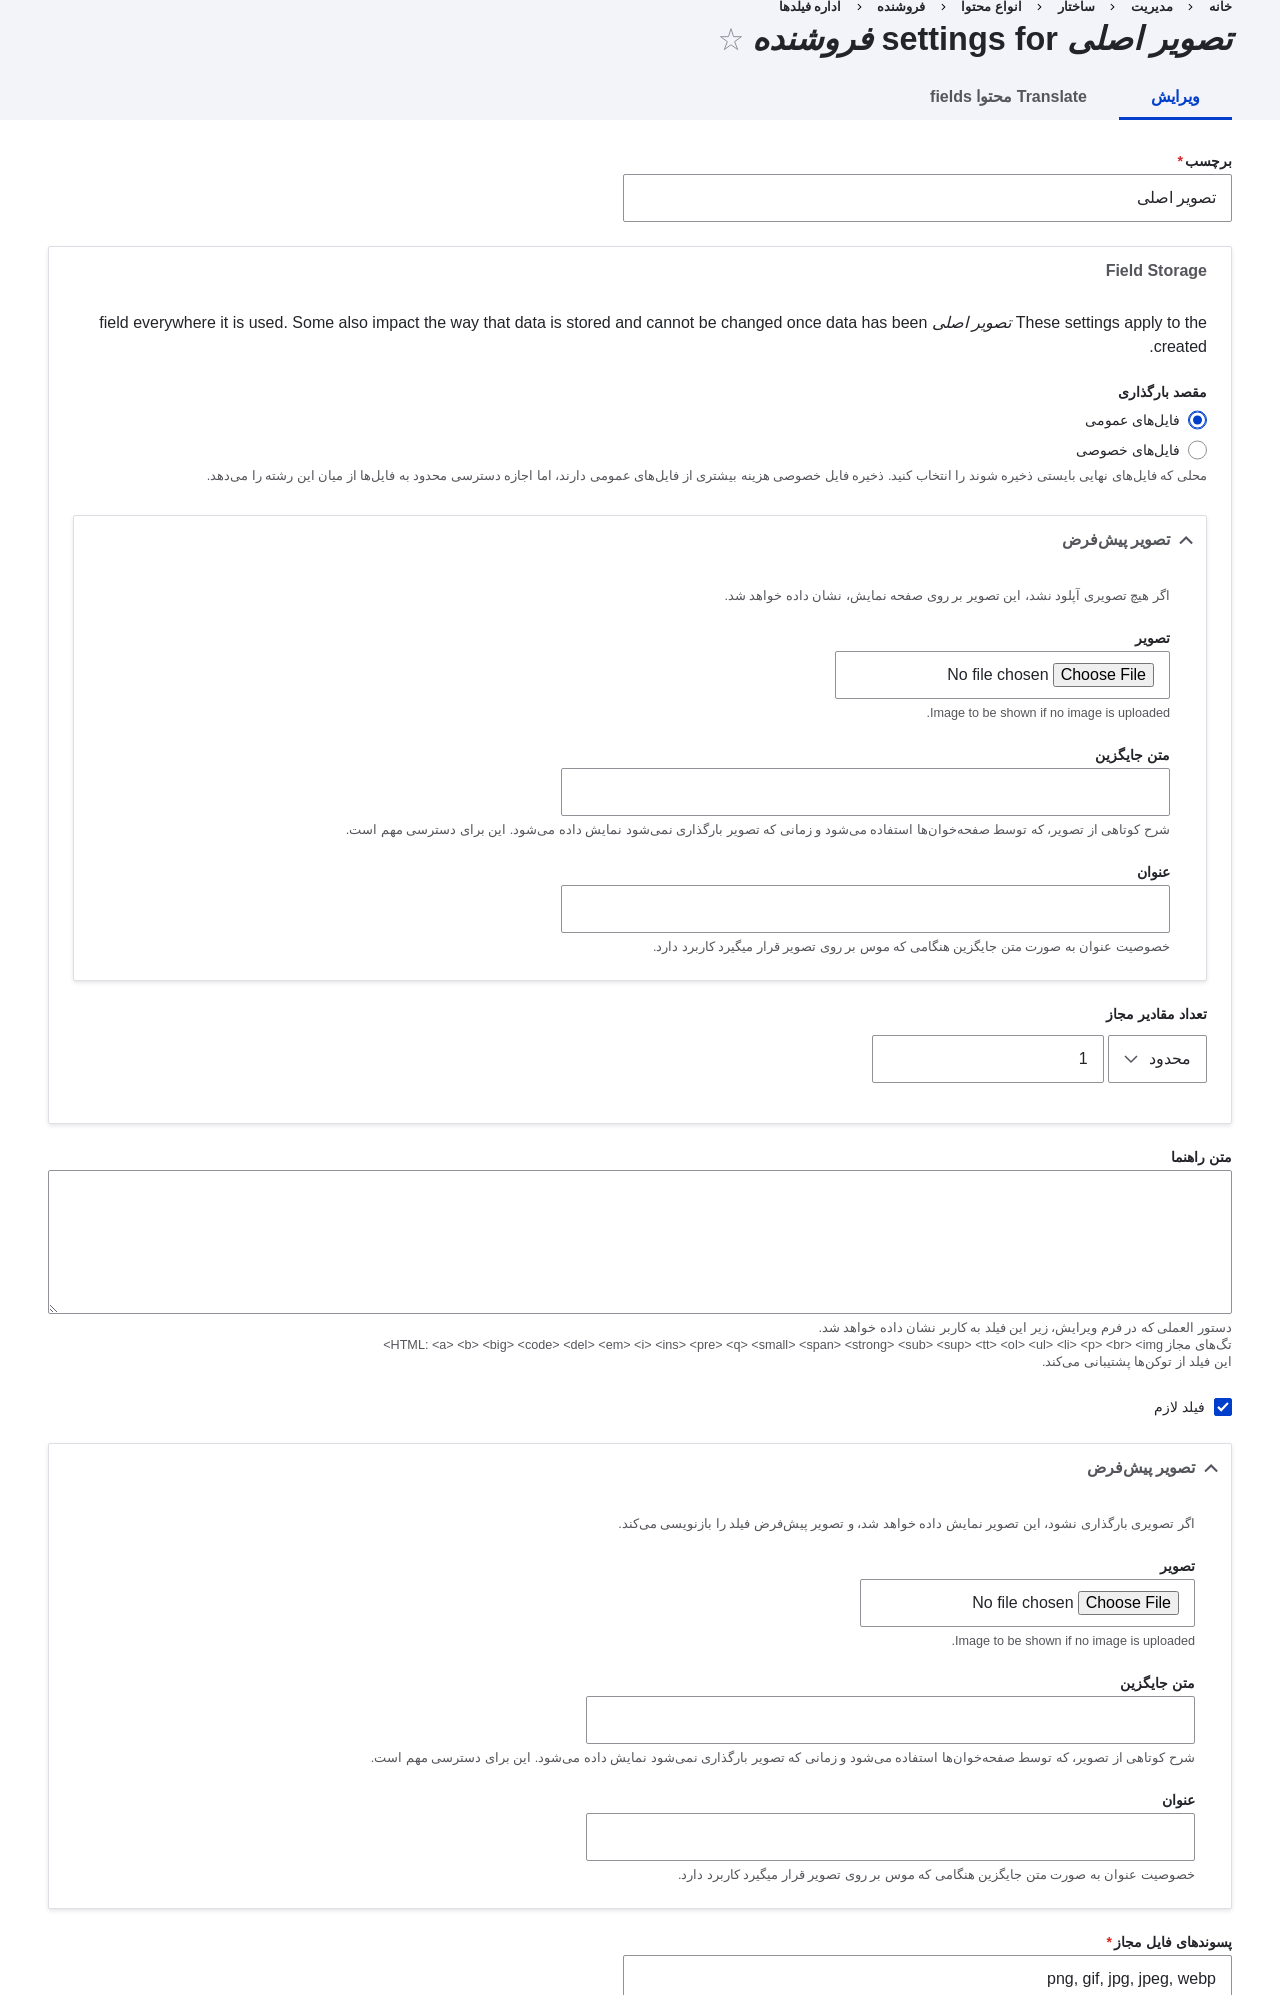 خانه › مدیریت › ساختار › انواع محتوا › فروشنده › اداره فیلدها
تصویر اصلی settings for فروشنده ☆
ویرایش
Translate محتوا fields
برچسب*
تصویر اصلی
Field Storage
These settings apply to the تصویر اصلی field everywhere it is used. Some also impact the way that data is stored and cannot be changed once data has been
created.
مقصد بارگذاری
فایل‌های عمومی
فایل‌های خصوصی
محلی که فایل‌های نهایی بایستی ذخیره شوند را انتخاب کنید. ذخیره فایل خصوصی هزینه بیشتری از فایل‌های عمومی دارند، اما اجازه دسترسی محدود به فایل‌ها از میان این رشته را می‌دهد.
تصویر پیش‌فرض
اگر هیچ تصویری آپلود نشد، این تصویر بر روی صفحه نمایش، نشان داده خواهد شد.
تصویر
Choose File No file chosen
Image to be shown if no image is uploaded.
متن جایگزین
شرح کوتاهی از تصویر، که توسط صفحه‌خوان‌ها استفاده می‌شود و زمانی که تصویر بارگذاری نمی‌شود نمایش داده می‌شود. این برای دسترسی مهم است.
عنوان
خصوصیت عنوان به صورت متن جایگزین هنگامی که موس بر روی تصویر قرار میگیرد کاربرد دارد.
تعداد مقادیر مجاز
محدود
1
متن راهنما
دستور العملی که در فرم ویرایش، زیر این فیلد به کاربر نشان داده خواهد شد.
تگ‌های مجاز HTML: <a> <b> <big> <code> <del> <em> <i> <ins> <pre> <q> <small> <span> <strong> <sub> <sup> <tt> <ol> <ul> <li> <p> <br> <img>
این فیلد از توکن‌ها پشتیبانی می‌کند.
فیلد لازم
تصویر پیش‌فرض
اگر تصویری بارگذاری نشود، این تصویر نمایش داده خواهد شد، و تصویر پیش‌فرض فیلد را بازنویسی می‌کند.
تصویر
Choose File No file chosen
Image to be shown if no image is uploaded.
متن جایگزین
شرح کوتاهی از تصویر، که توسط صفحه‌خوان‌ها استفاده می‌شود و زمانی که تصویر بارگذاری نمی‌شود نمایش داده می‌شود. این برای دسترسی مهم است.
عنوان
خصوصیت عنوان به صورت متن جایگزین هنگامی که موس بر روی تصویر قرار میگیرد کاربرد دارد.
پسوندهای فایل مجاز*
png, gif, jpg, jpeg, webp